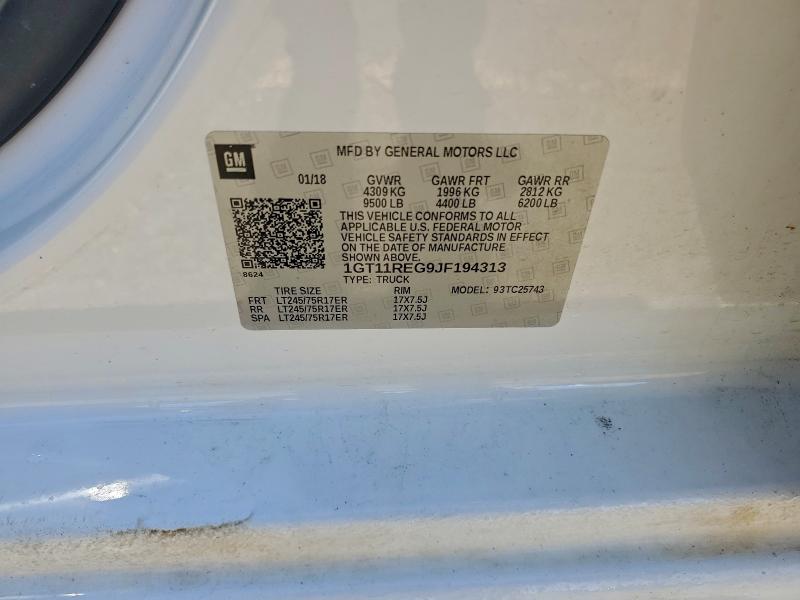 GM
MFD BY GENERAL MOTORS LLC
01/18 GVWR GAWR FRT GAWR RR
4309 KG 1996 KG 2812 KG
9500 LB 4400 LB 6200 LB
THIS VEHICLE CONFORMS TO ALL
APPLICABLE U.S. FEDERAL MOTOR
VEHICLE SAFETY STANDARDS IN EFFECT
ON THE DATE OF MANUFACTURE
SHOWN ABOVE.
8624 1GT11REG9JF194313
TYPE: TRUCK
TIRE SIZE RIM MODEL: 93TC25743
FRT LT245/75R17ER 17X7.5J
RR LT245/75R17ER 17X7.5J
SPA LT245/75R17ER 17X7.5J